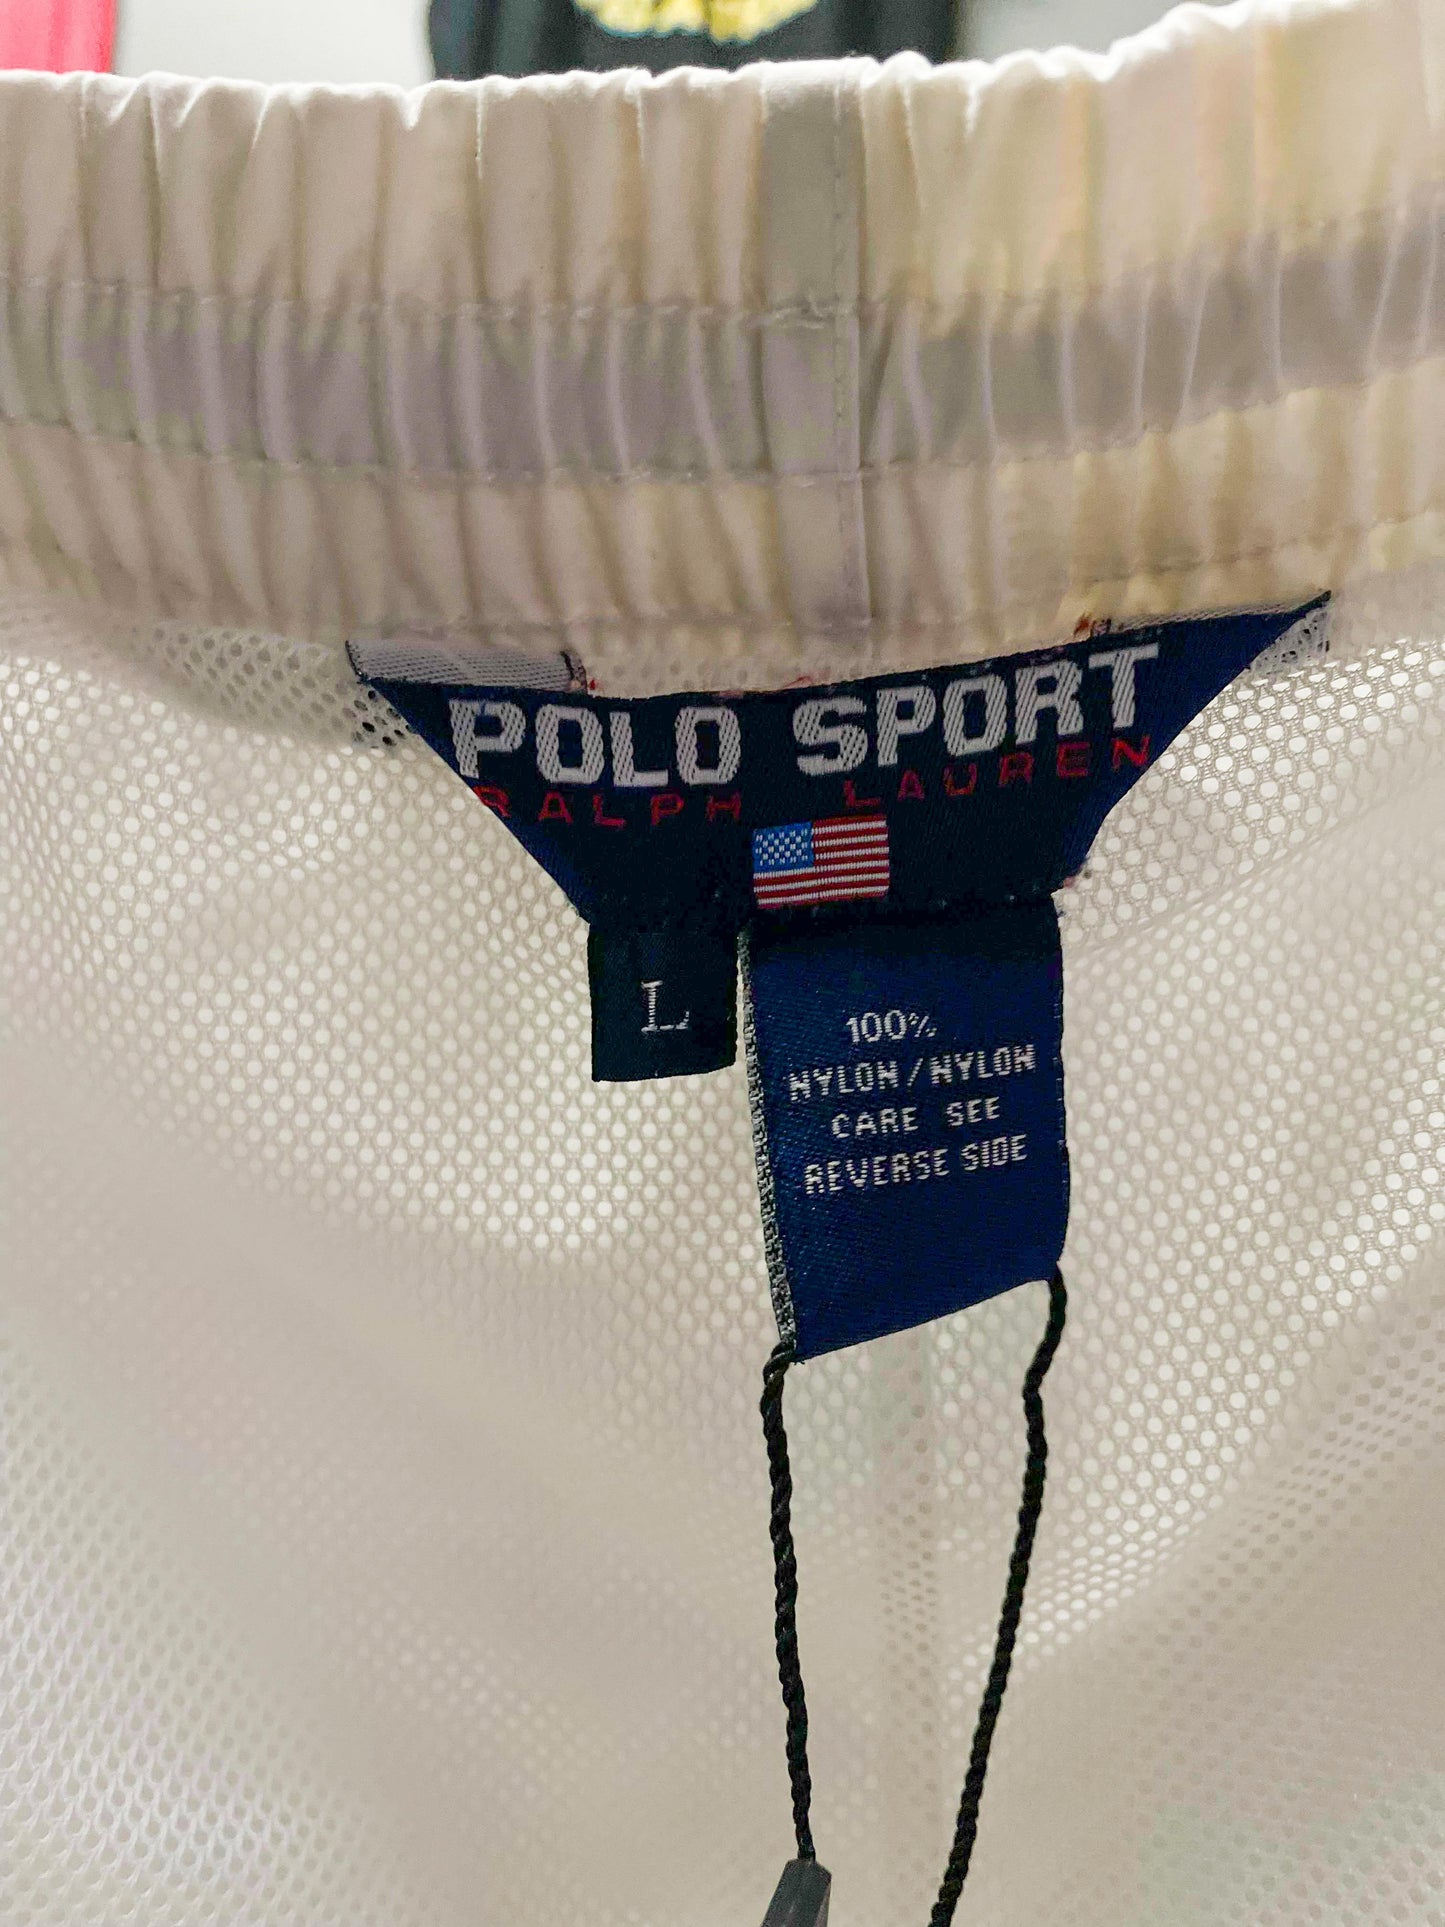 POLO SPORT
RALPH LAUREN
L
100%
NYLON/NYLON
CARE SEE
REVERSE SIDE